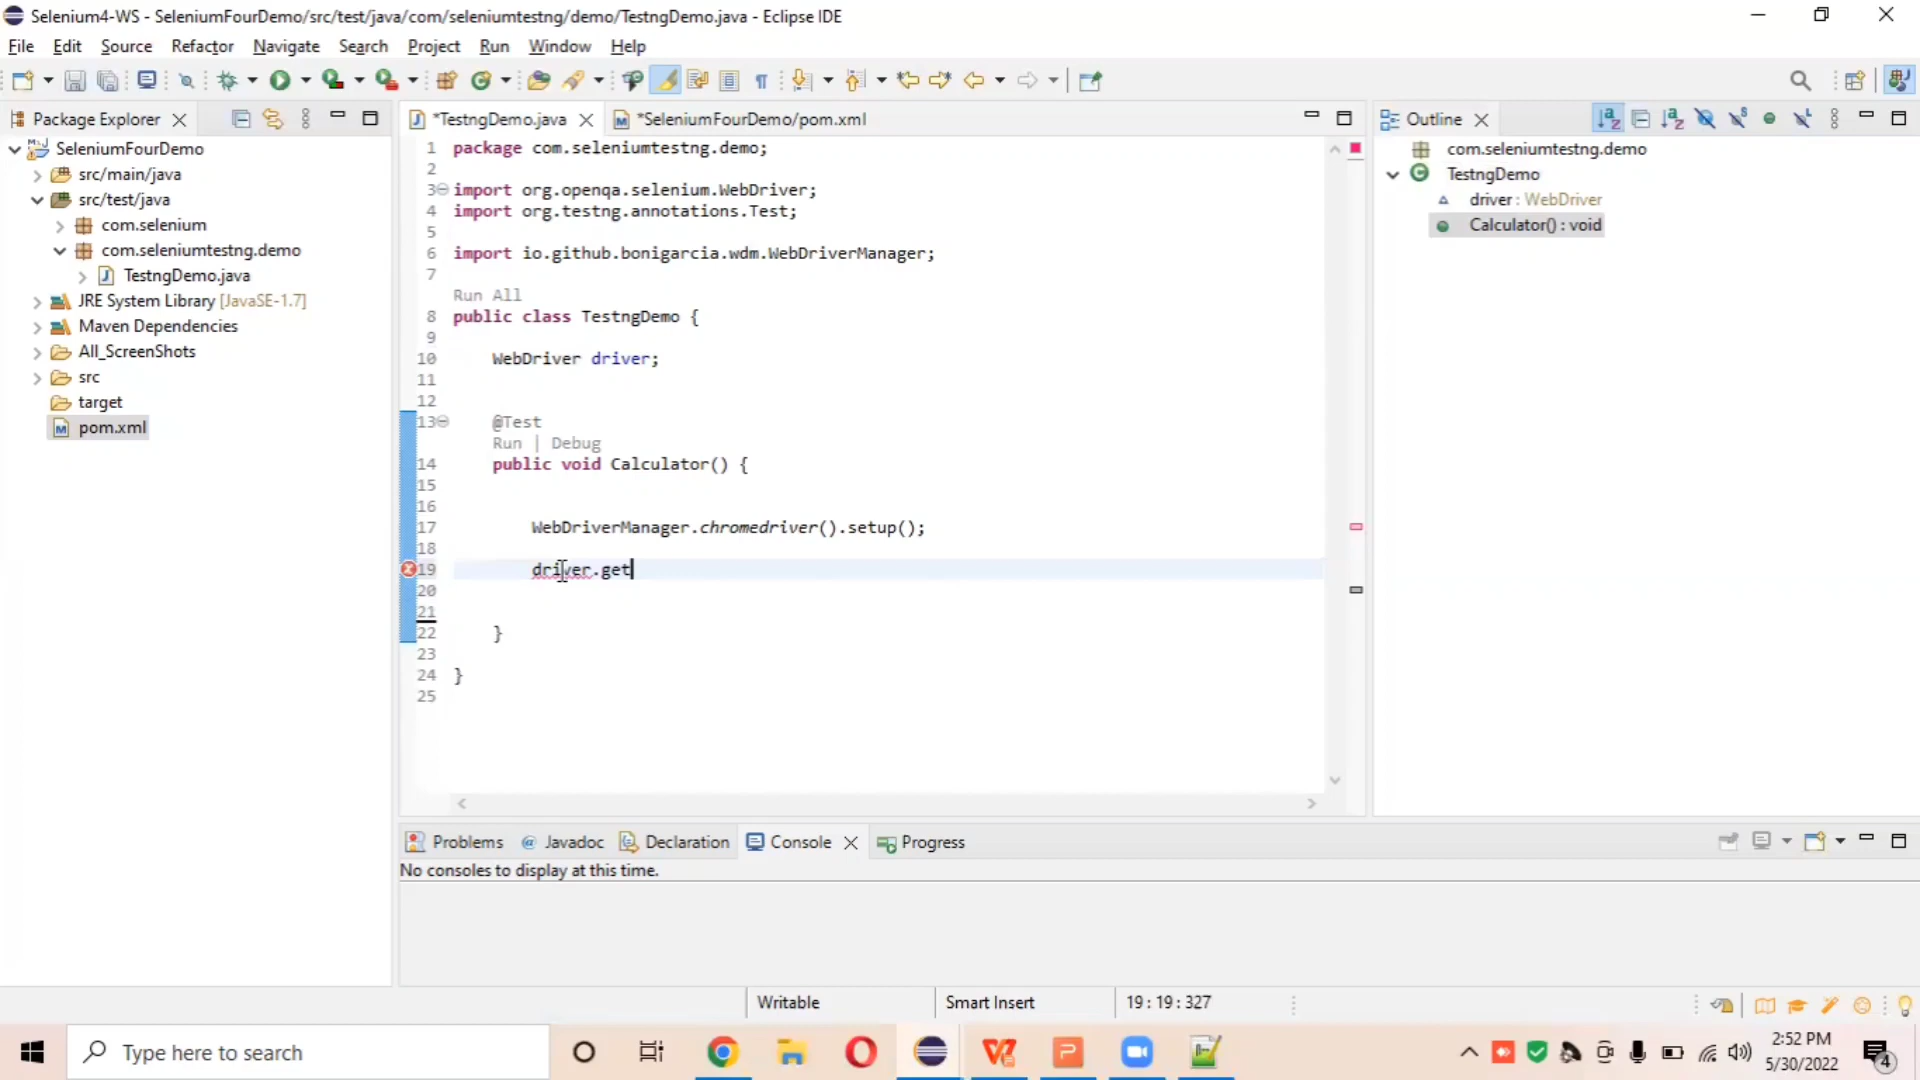 Selenium4-WS - SeleniumFourDemo/src/test/java/com/seleniumtestng/demo/TestngDemo.java - Eclipse IDE
File Edit Source Refactor Navigate Search Project Run Window Help
Package Explorer
SeleniumFourDemo
src/main/java
src/test/java
com.selenium
com.seleniumtestng.demo
TestngDemo.java
JRE System Library [JavaSE-1.7]
Maven Dependencies
All_ScreenShots
src
target
pom.xml
*TestngDemo.java
*SeleniumFourDemo/pom.xml
1 package com.seleniumtestng.demo;
2
3 import org.openqa.selenium.WebDriver;
4 import org.testng.annotations.Test;
5
6 import io.github.bonigarcia.wdm.WebDriverManager;
7
Run All
8 public class TestngDemo {
9
10 WebDriver driver;
11
12
13 @Test
Run | Debug
14 public void Calculator() {
15
16
17 WebDriverManager.chromedriver().setup();
18
19 driver.get
20
21
22 }
23
24 }
25
Outline
com.seleniumtestng.demo
TestngDemo
driver : WebDriver
Calculator() : void
Problems @ Javadoc Declaration Console Progress
No consoles to display at this time.
Writable Smart Insert 19 : 19 : 327
Type here to search
2:52 PM
5/30/2022
4